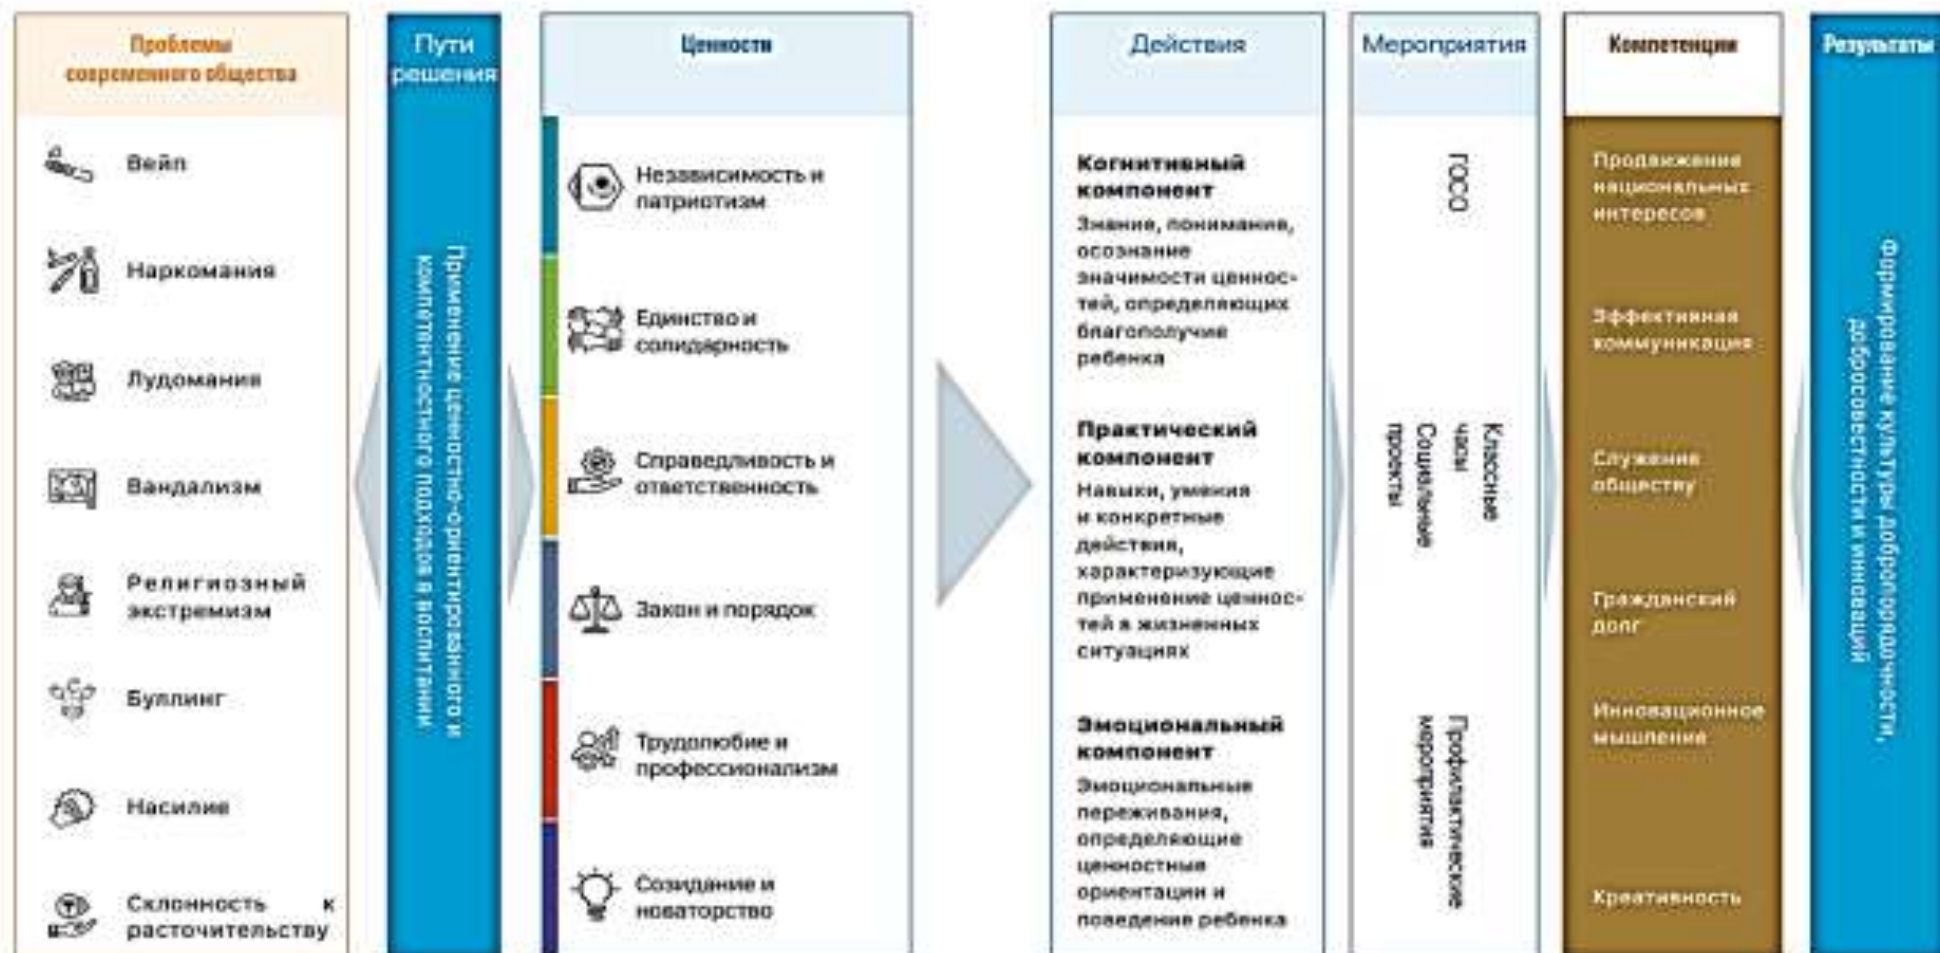 Проблемы
современного общества
Вейп
Наркомания
Лудомания
Вандализм
Религиозный
экстремизм
Буллинг
Насилие
Склонность к
расточительству
Пути
решения
Применение ценностно-ориентированного и
компетентностного подходов в воспитании
Ценности
Независимость и
патриотизм
Единство и
солидарность
Справедливость и
ответственность
Закон и порядок
Трудолюбие и
профессионализм
Созидание и
новаторство
Действия
Когнитивный
компонент
Знание, понимание,
осознание
значимости ценнос-
тей, определяющих
благополучие
ребенка
Практический
компонент
Навыки, умения
и конкретные
действия,
характеризующие
применение ценнос-
тей в жизненных
ситуациях
Эмоциональный
компонент
Эмоциональные
переживания,
определяющие
ценностные
ориентации и
поведение ребенка
Мероприятия
ГОСО
Классные
часы
Социальные
проекты
Профилактические
мероприятия
Компетенции
Продвижение
национальных
интересов
Эффективная
коммуникация
Служение
обществу
Гражданский
долг
Инновационное
мышление
Креативность
Результаты
Формирование культуры добропорядочности,
добросовестности и инноваций